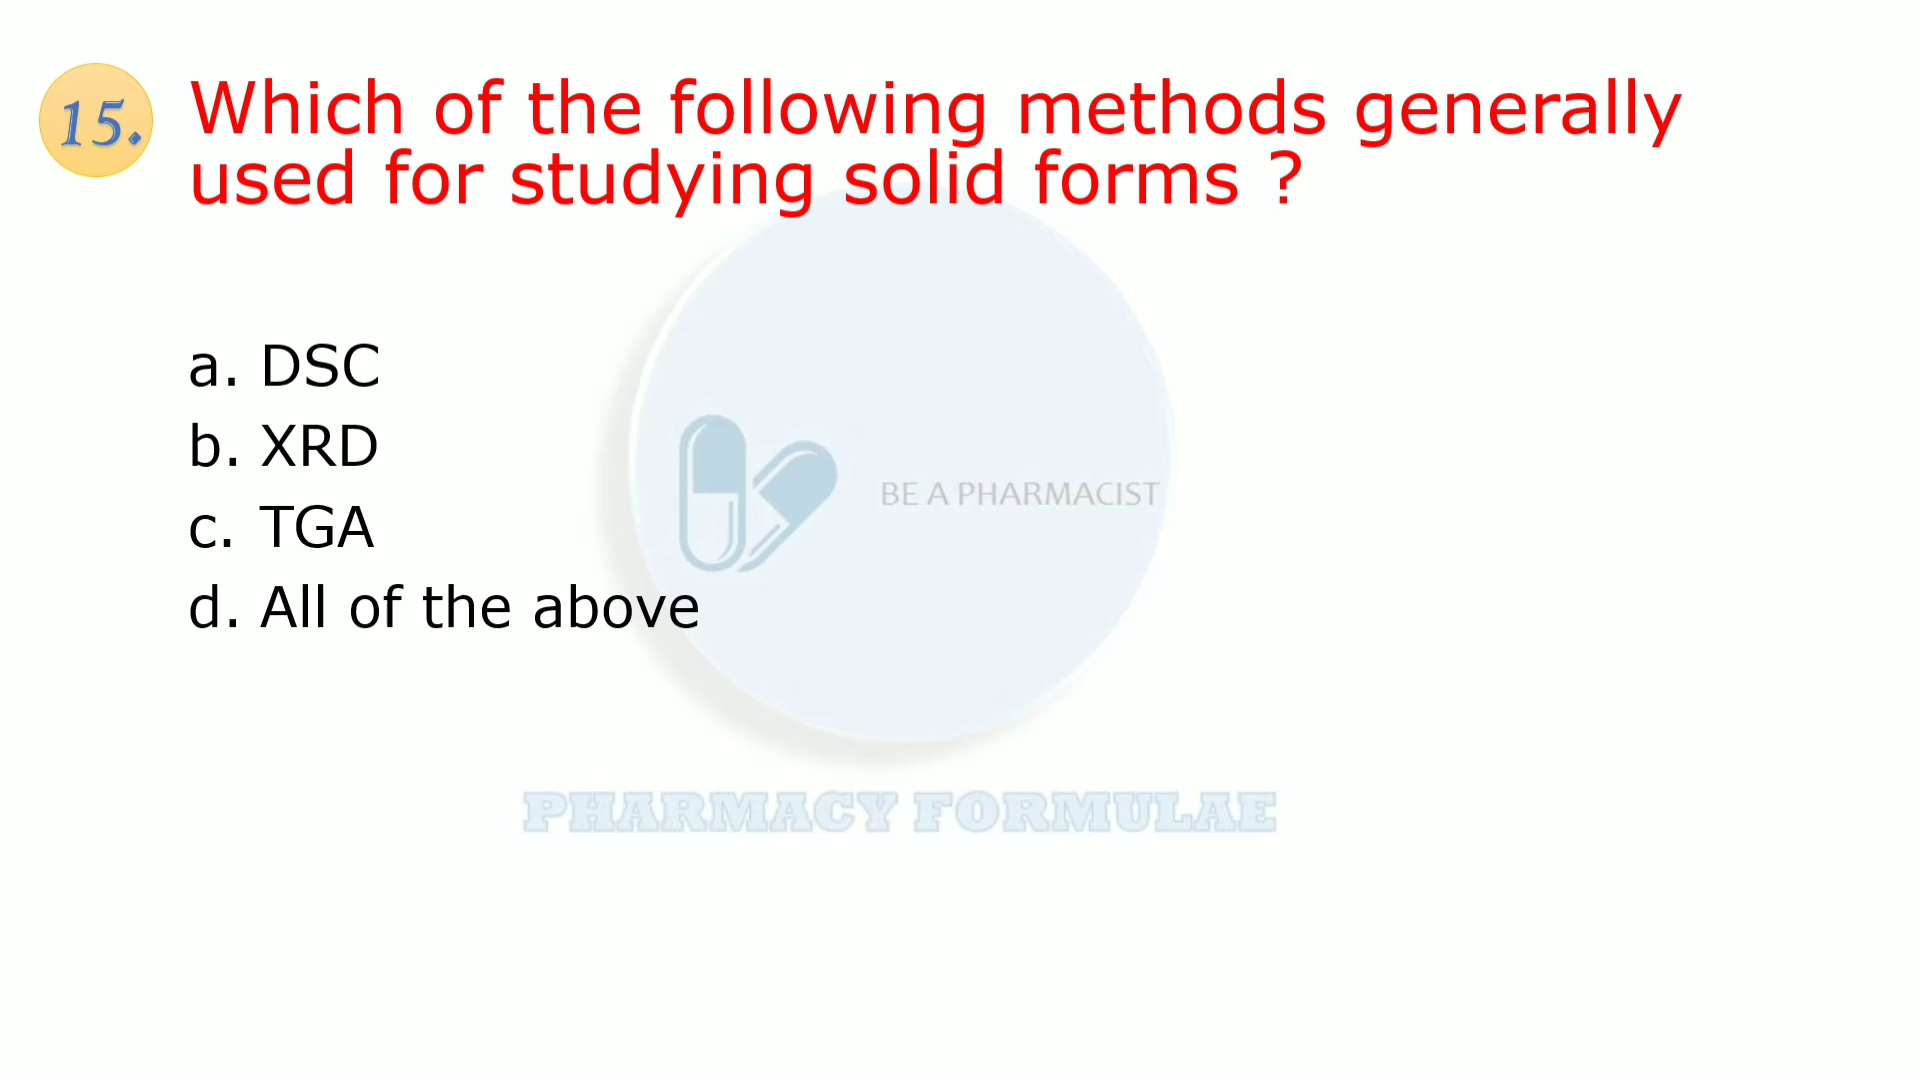 15. Which of the following methods generally
used for studying solid forms ?
a. DSC
b. XRD
c. TGA
d. All of the above
BE A PHARMACIST
PHARMACY FORMULAE